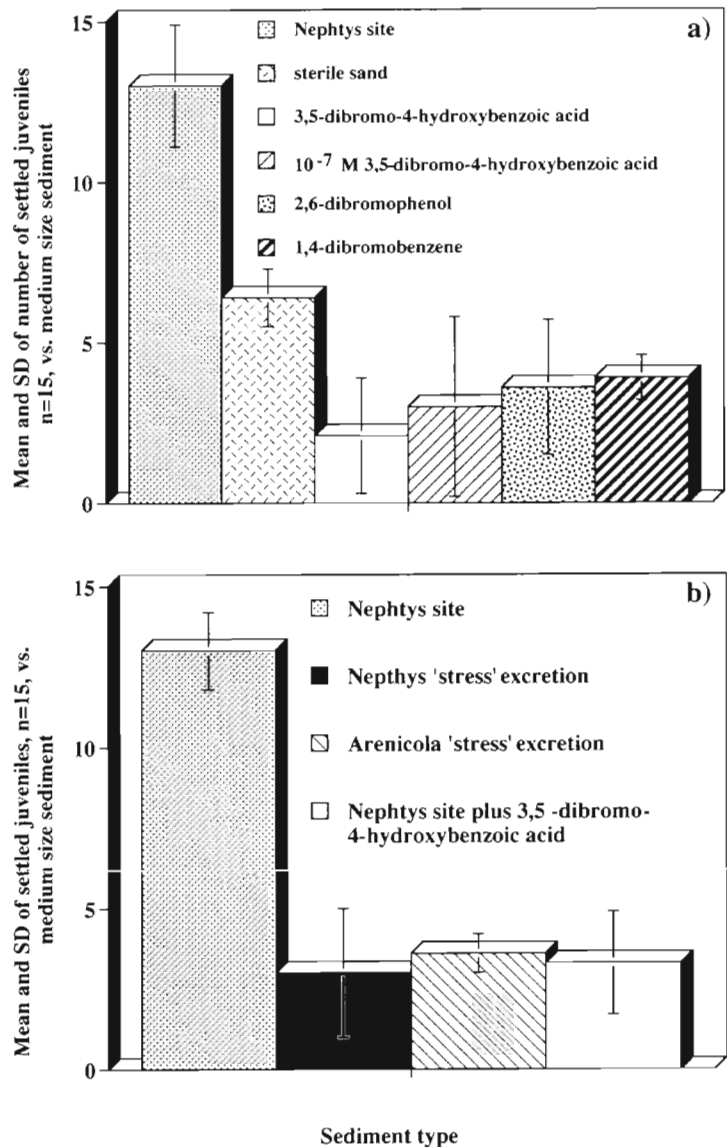 15
10
5
0
Mean and SD of number of settled juveniles
n=15, vs. medium size sediment
a)
Nephtys site
sterile sand
3,5-dibromo-4-hydroxybenzoic acid
10⁻⁷ M 3,5-dibromo-4-hydroxybenzoic acid
2,6-dibromophenol
1,4-dibromobenzene
15
10
5
0
Mean and SD of settled juveniles, n=15, vs.
medium size sediment
b)
Nephtys site
Nepthys 'stress' excretion
Arenicola 'stress' excretion
Nephtys site plus 3,5 -dibromo-
4-hydroxybenzoic acid
Sediment type